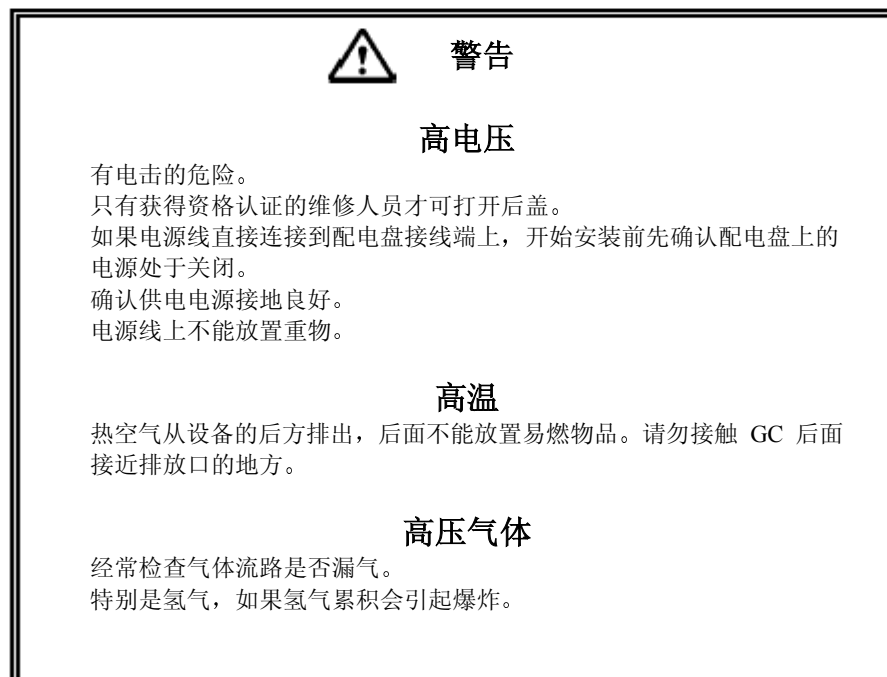 警告
高电压
有电击的危险。
只有获得资格认证的维修人员才可打开后盖。
如果电源线直接连接到配电盘接线端上，开始安装前先确认配电盘上的
电源处于关闭。
确认供电电源接地良好。
电源线上不能放置重物。
高温
热空气从设备的后方排出，后面不能放置易燃物品。请勿接触 GC 后面
接近排放口的地方。
高压气体
经常检查气体流路是否漏气。
特别是氢气，如果氢气累积会引起爆炸。